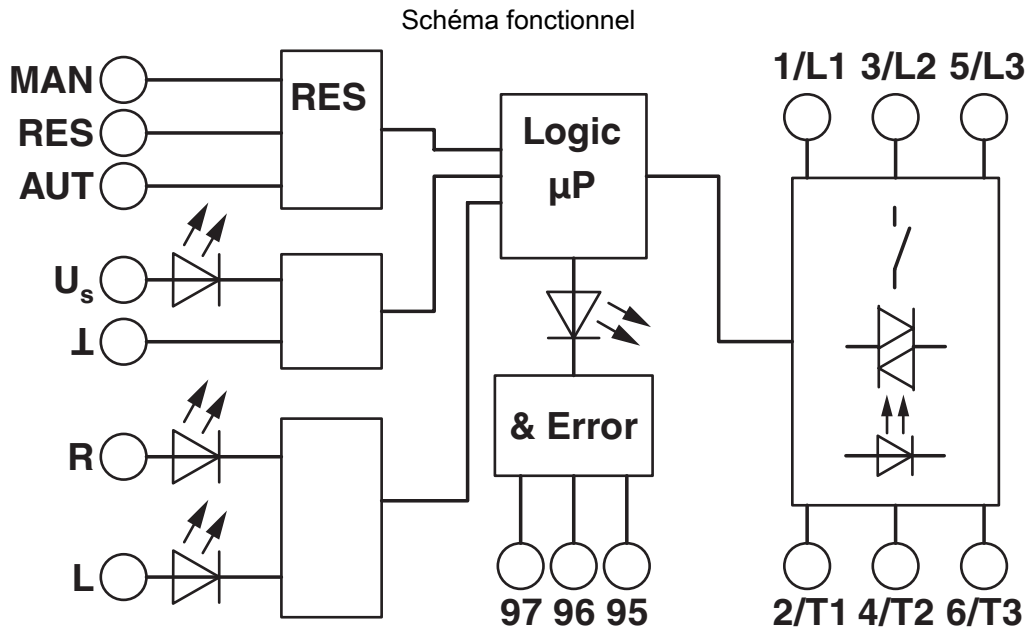 Schéma fonctionnel
MAN
RES
AUT
RES
Us
⊥
R
L
Logic
µP
& Error
97 96 95
1/L1 3/L2 5/L3
2/T1 4/T2 6/T3